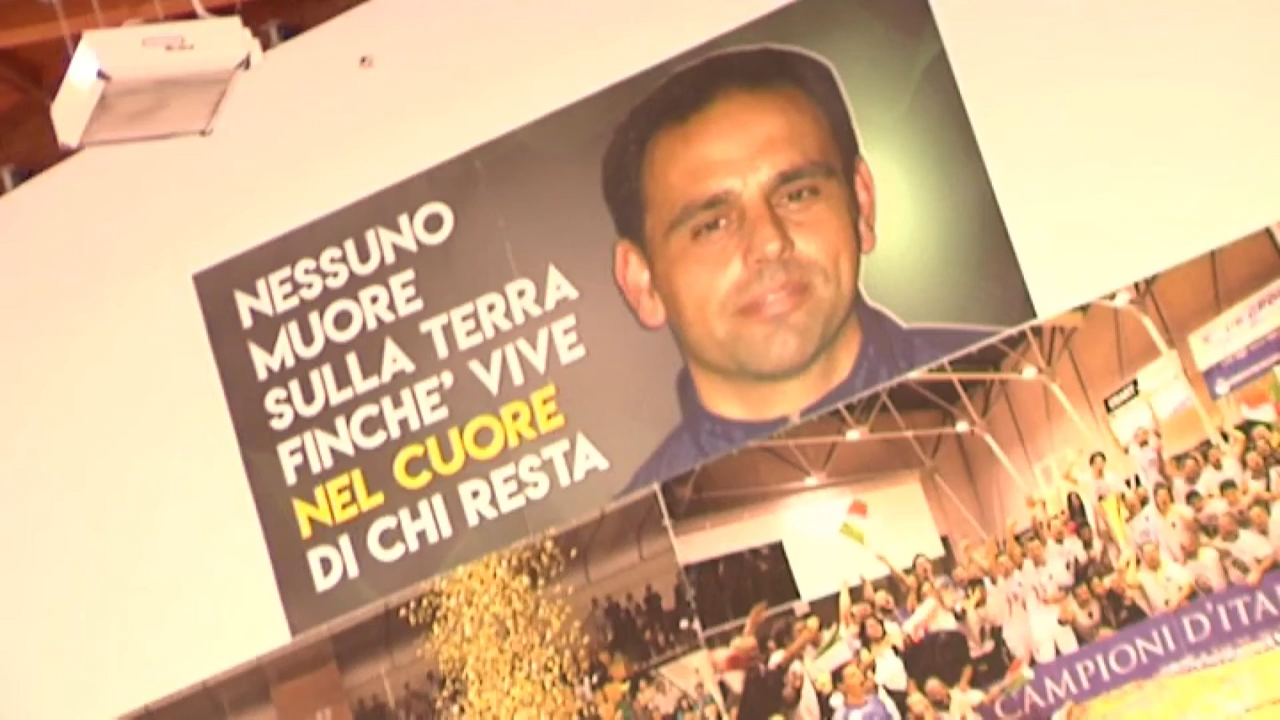 NESSUNO
MUORE
SULLA TERRA
FINCHE' VIVE
NEL CUORE
DI CHI RESTA
CAMPIONI D'ITA